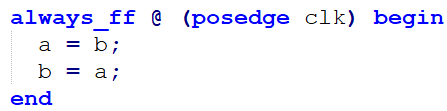 always_ff @ (posedge clk) begin
a = b;
b = a;
end